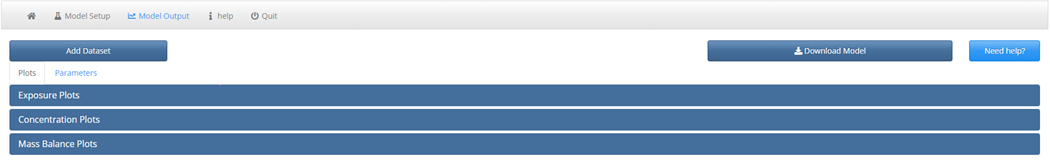 Model Setup Model Output help Quit
Add Dataset Download Model Need help?
Plots Parameters
Exposure Plots
Concentration Plots
Mass Balance Plots